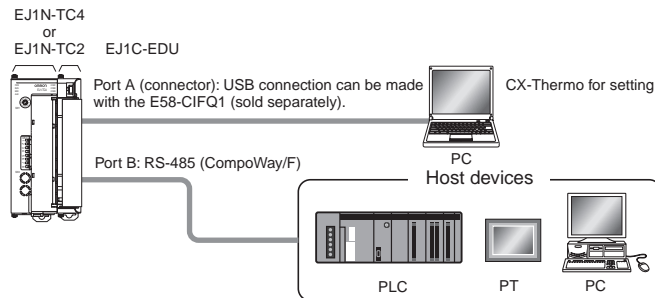 EJ1N-TC4
or
EJ1N-TC2
EJ1C-EDU
Port A (connector): USB connection can be made
with the E58-CIFQ1 (sold separately).
CX-Thermo for setting
PC
Port B: RS-485 (CompoWay/F)
Host devices
PLC
PT
PC